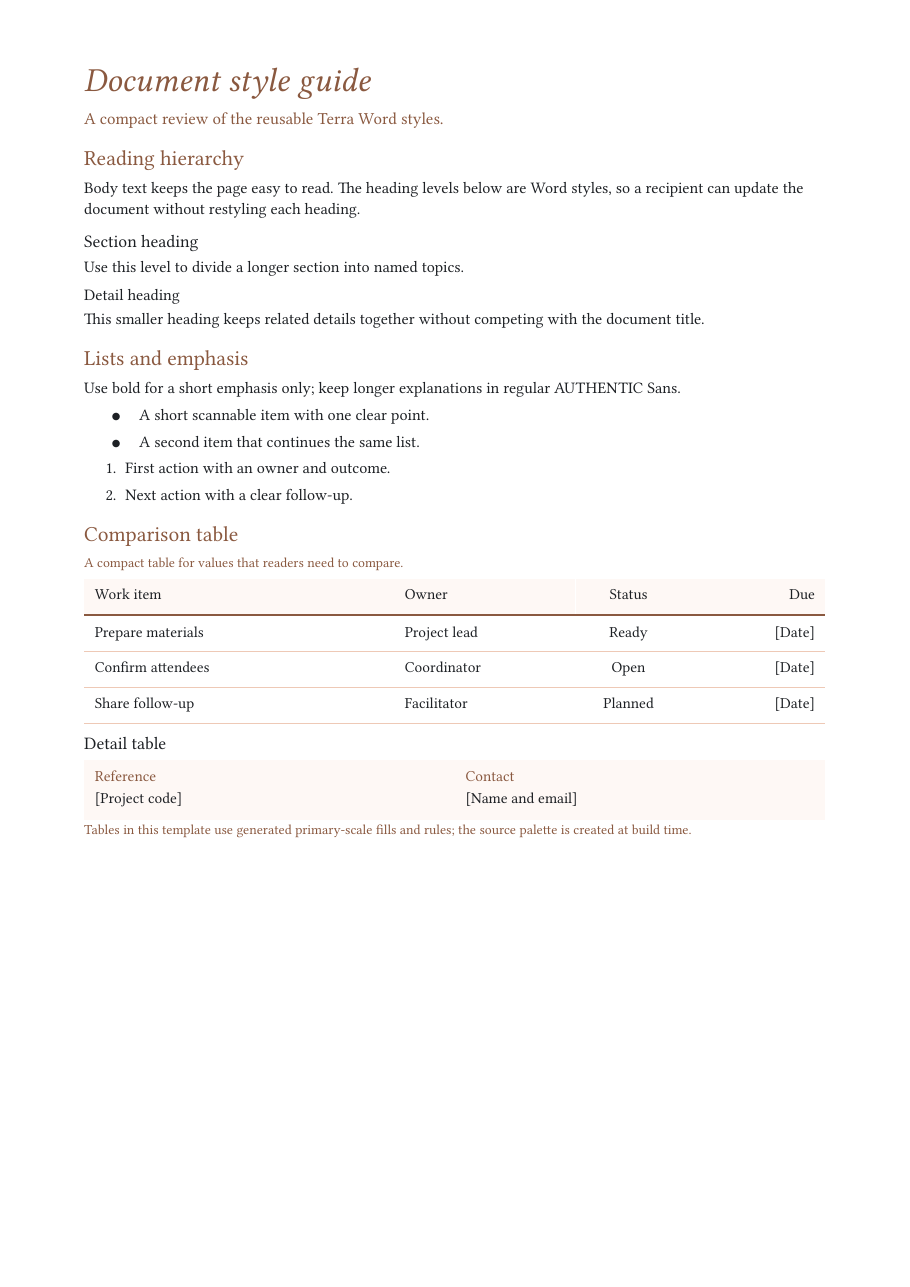 Document style guide
A compact review of the reusable Terra Word styles.
Reading hierarchy
Body text keeps the page easy to read. The heading levels below are Word styles, so a recipient can update the
document without restyling each heading.
Section heading
Use this level to divide a longer section into named topics.
Detail heading
This smaller heading keeps related details together without competing with the document title.
Lists and emphasis
Use bold for a short emphasis only; keep longer explanations in regular AUTHENTIC Sans.
● A short scannable item with one clear point.
● A second item that continues the same list.
1. First action with an owner and outcome.
2. Next action with a clear follow-up.
Comparison table
A compact table for values that readers need to compare.
Work item Owner Status Due
Prepare materials Project lead Ready [Date]
Confirm attendees Coordinator Open [Date]
Share follow-up Facilitator Planned [Date]
Detail table
Reference Contact
[Project code] [Name and email]
Tables in this template use generated primary-scale fills and rules; the source palette is created at build time.